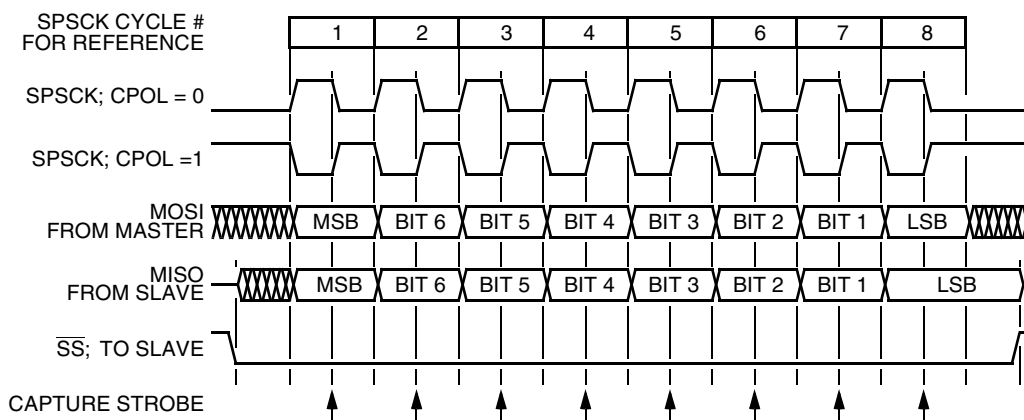 SPSCK CYCLE #
FOR REFERENCE
1 2 3 4 5 6 7 8
SPSCK; CPOL = 0
SPSCK; CPOL =1
MOSI
FROM MASTER
MSB BIT 6 BIT 5 BIT 4 BIT 3 BIT 2 BIT 1 LSB
MISO
FROM SLAVE
MSB BIT 6 BIT 5 BIT 4 BIT 3 BIT 2 BIT 1 LSB
SS; TO SLAVE
CAPTURE STROBE